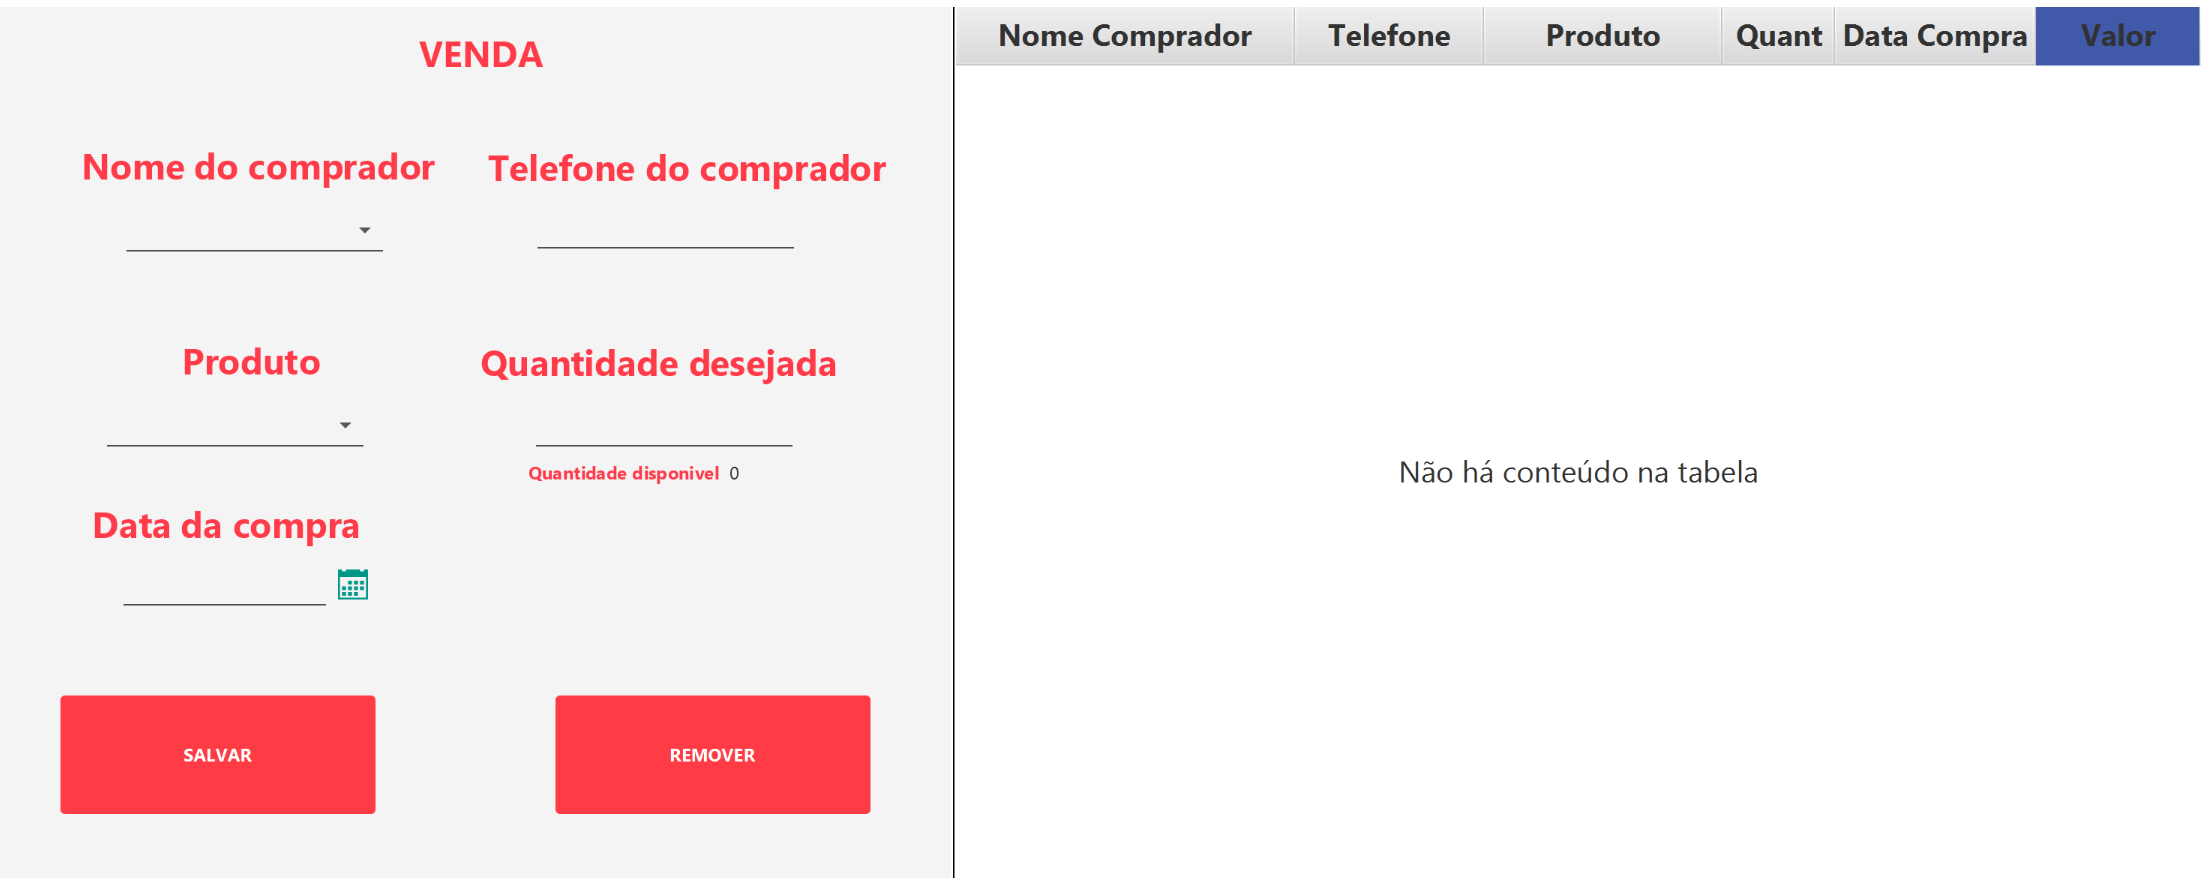 VENDA
Nome do comprador
Telefone do comprador
Produto
Quantidade desejada
Quantidade disponivel 0
Data da compra
SALVAR
REMOVER
Nome Comprador Telefone Produto Quant Data Compra Valor
Não há conteúdo na tabela